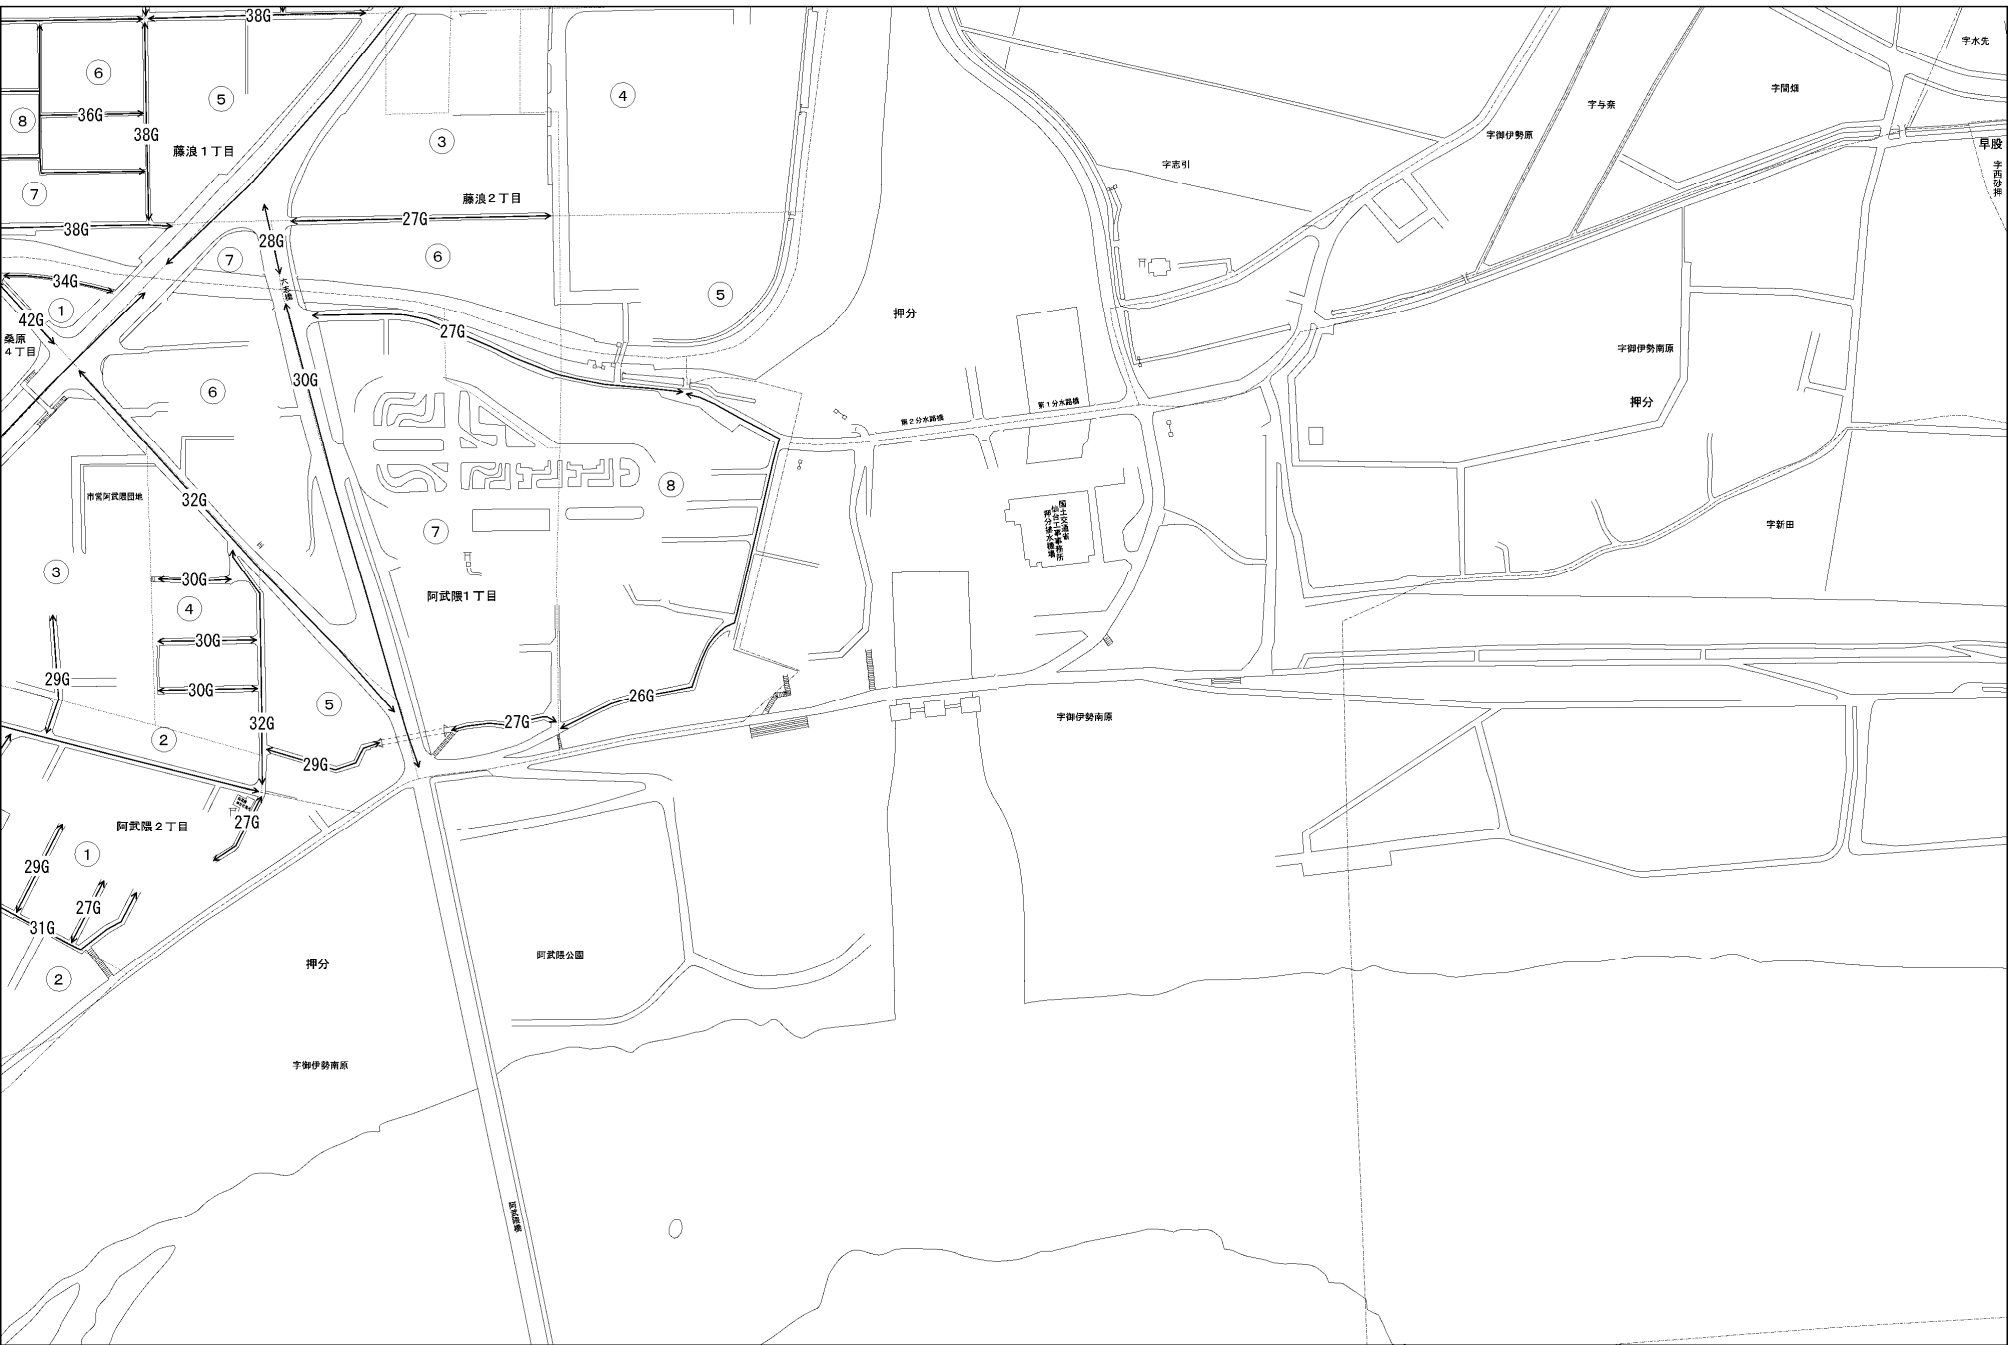 38G
6
5
4
字水先
字間畑
字与奈
36G
8
38G
字御伊勢原
3
早股
藤浪1丁目
字志引
字西砂押
7
藤浪2丁目
27G
38G
28G
6
7
34G
5
1
押分
42G
27G
桑原
4丁目
字御伊勢南原
30G
6
押分
第1分水路橋
第2分水路橋
8
市営阿武隈団地
32G
国土交通省
仙台工事事務所
押分排水機場
字新田
7
3
30G
阿武隈1丁目
4
30G
29G
30G
26G
5
27G
32G
字御伊勢南原
2
29G
27G
阿武隈2丁目
1
29G
27G
31G
押分
阿武隈公園
2
字御伊勢南原
阿武隈橋